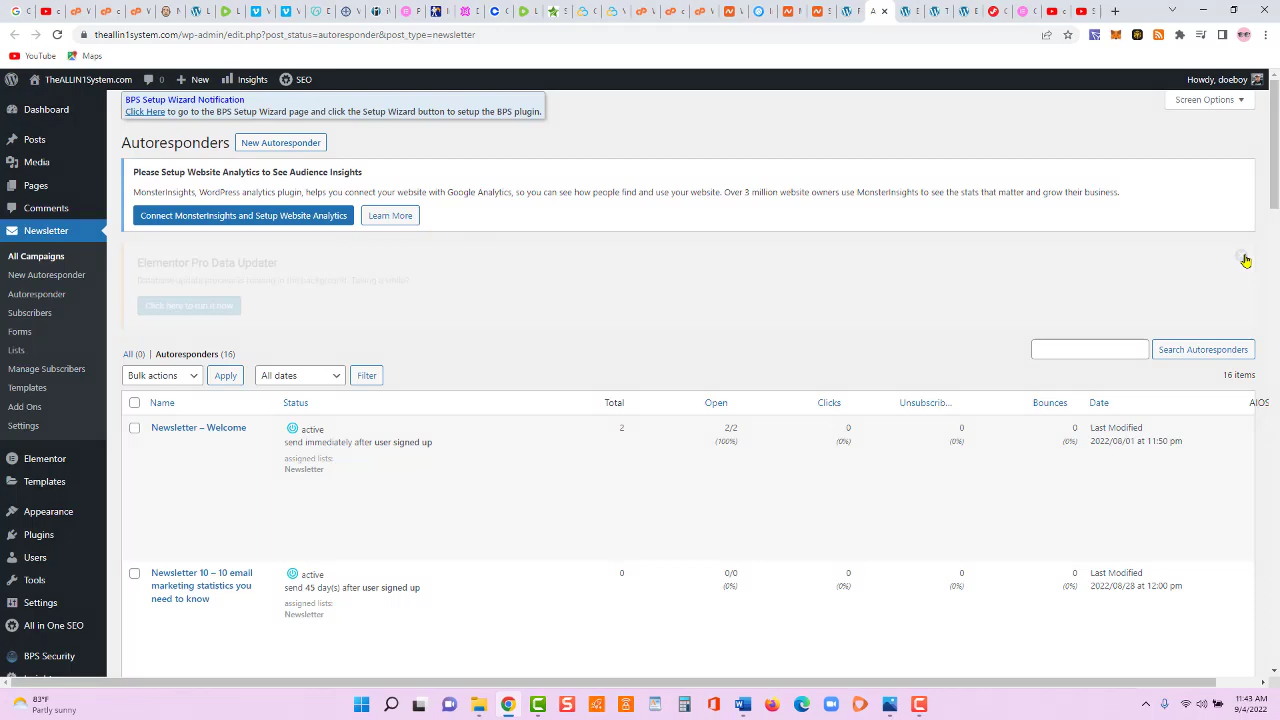 theallin1system.com/wp-admin/edit.php?post_status=autoresponder&post_type=newsletter
YouTube
Maps
TheALLIN1System.com
0
New
Insights
SEO
Howdy, doeboy
Dashboard
Posts
Media
Pages
Comments
Newsletter
All Campaigns
New Autoresponder
Autoresponder
Subscribers
Forms
Lists
Manage Subscribers
Templates
Add Ons
Settings
Elementor
Templates
Appearance
Plugins
Users
Tools
Settings
All in One SEO
BPS Security
BPS Setup Wizard Notification
Click Here to go to the BPS Setup Wizard page and click the Setup Wizard button to setup the BPS plugin.
Screen Options
Autoresponders
New Autoresponder
Please Setup Website Analytics to See Audience Insights
MonsterInsights, WordPress analytics plugin, helps you connect your website with Google Analytics, so you can see how people find and use your website. Over 3 million website owners use MonsterInsights to see the stats that matter and grow their business.
Connect MonsterInsights and Setup Website Analytics
Learn More
Elementor Pro Data Updater
Click here to run it now
All (0) | Autoresponders (16)
Search Autoresponders
Bulk actions
Apply
All dates
Filter
16 items
Name Status Total Open Clicks Unsubscrib... Bounces Date AIOS
Newsletter – Welcome
active
send immediately after user signed up
assigned lists:
Newsletter
2
2/2
(100%)
0
(0%)
0
(0%)
0
(0%)
Last Modified
2022/08/01 at 11:50 pm
Newsletter 10 – 10 email
marketing statistics you
need to know
active
send 45 day(s) after user signed up
assigned lists:
Newsletter
0
0/0
(0%)
0
(0%)
0
(0%)
0
(0%)
Last Modified
2022/08/28 at 12:00 pm
83°F
Partly sunny
11:43 AM
9/4/2022